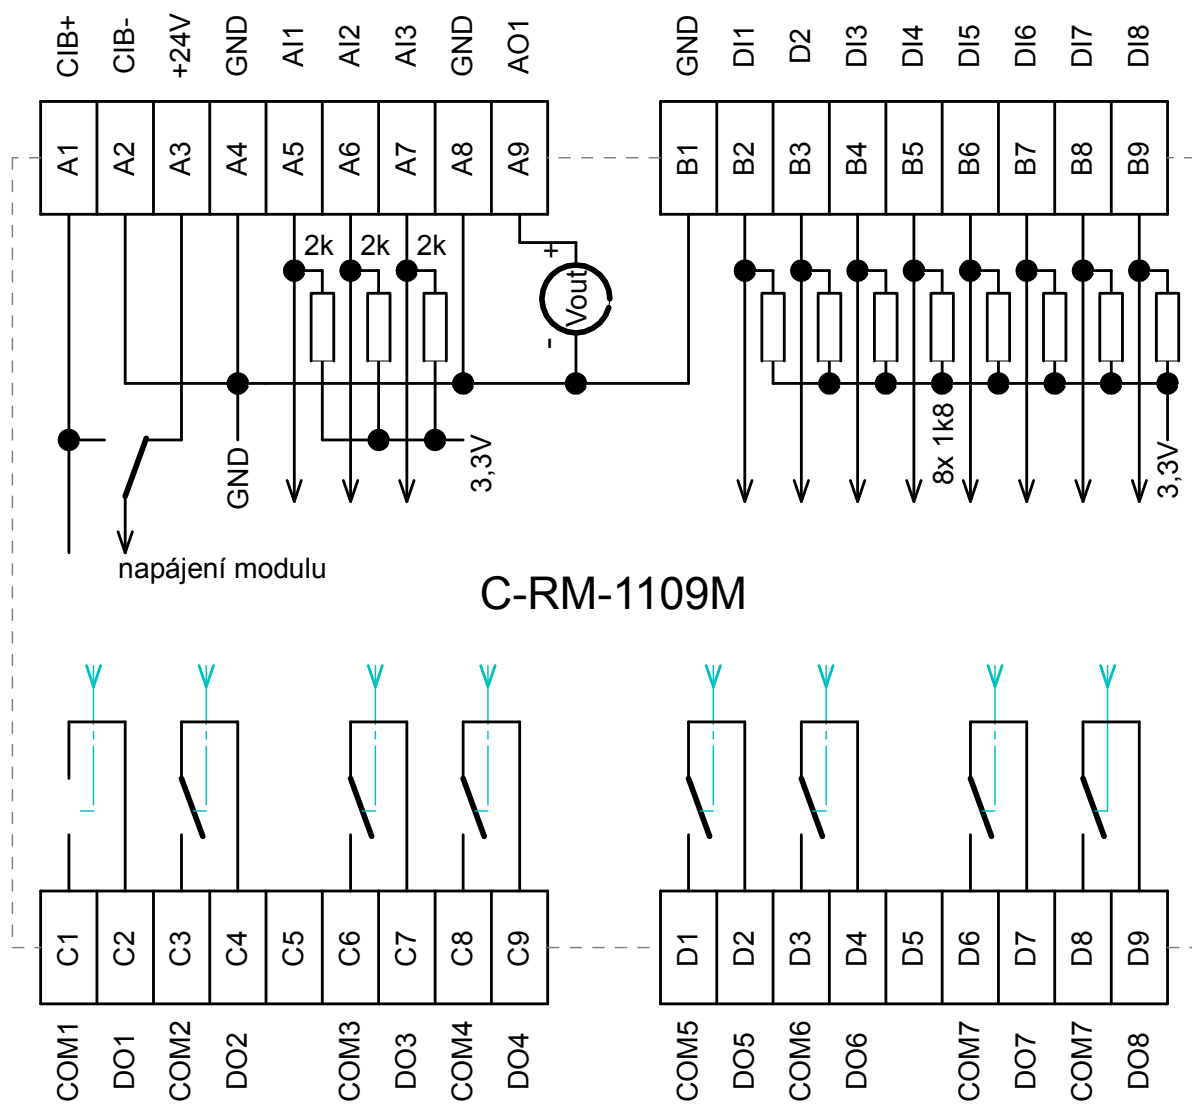 CIB+ CIB- +24V GND AI1 AI2 AI3 GND AO1 GND DI1 D2 DI3 DI4 DI5 DI6 DI7 DI8
A1 A2 A3 A4 A5 A6 A7 A8 A9 B1 B2 B3 B4 B5 B6 B7 B8 B9
2k 2k 2k
+
Vout
-
GND
3,3V
8x 1k8
3,3V
napájení modulu
C-RM-1109M
C1 C2 C3 C4 C5 C6 C7 C8 C9 D1 D2 D3 D4 D5 D6 D7 D8 D9
COM1 DO1 COM2 DO2 COM3 DO3 COM4 DO4 COM5 DO5 COM6 DO6 COM7 DO7 COM7 DO8